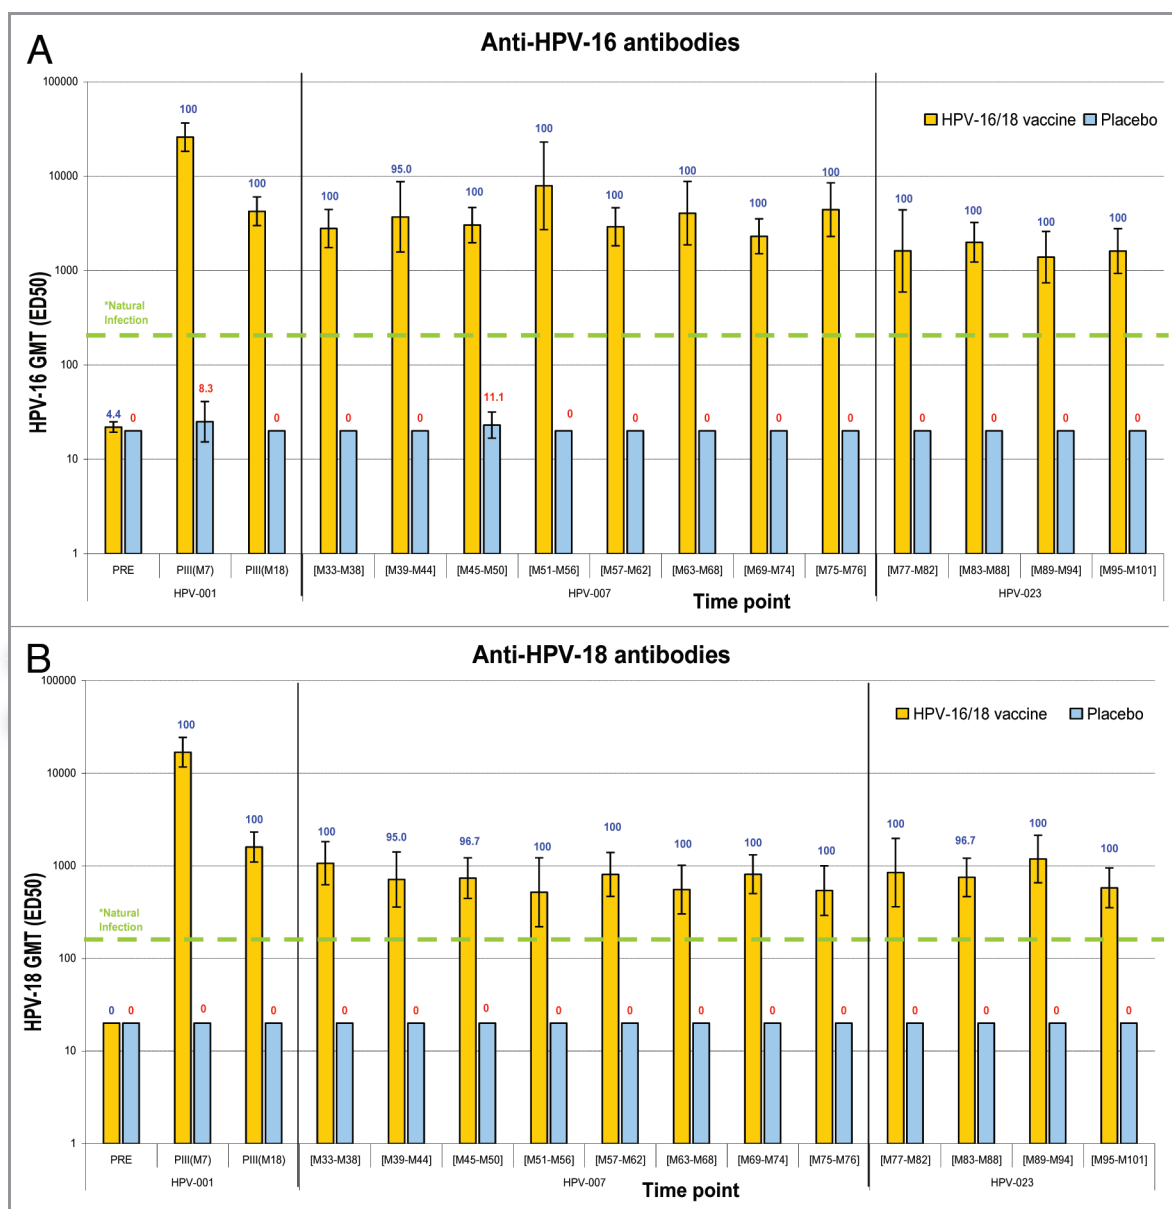 A
Anti-HPV-16 antibodies
HPV-16/18 vaccine Placebo
HPV-16 GMT (ED50)
100000
10000
1000
100
10
1
*Natural
Infection
4.4 0 100 8.3 100 0 100 0 95.0 0 100 11.1 100 0 100 0 100 0 100 0 100 0 100 0 100 0 100 0 100 0
PRE PIII(M7) PIII(M18) [M33-M38] [M39-M44] [M45-M50] [M51-M56] [M57-M62] [M63-M68] [M69-M74] [M75-M76] [M77-M82] [M83-M88] [M89-M94] [M95-M101]
HPV-001 HPV-007 HPV-023
Time point
B
Anti-HPV-18 antibodies
HPV-16/18 vaccine Placebo
HPV-18 GMT (ED50)
100000
10000
1000
100
10
1
*Natural
Infection
0 0 100 0 100 0 100 0 95.0 0 96.7 0 100 0 100 0 100 0 100 0 100 0 100 0 96.7 0 100 0 100 0
PRE PIII(M7) PIII(M18) [M33-M38] [M39-M44] [M45-M50] [M51-M56] [M57-M62] [M63-M68] [M69-M74] [M75-M76] [M77-M82] [M83-M88] [M89-M94] [M95-M101]
HPV-001 HPV-007 HPV-023
Time point